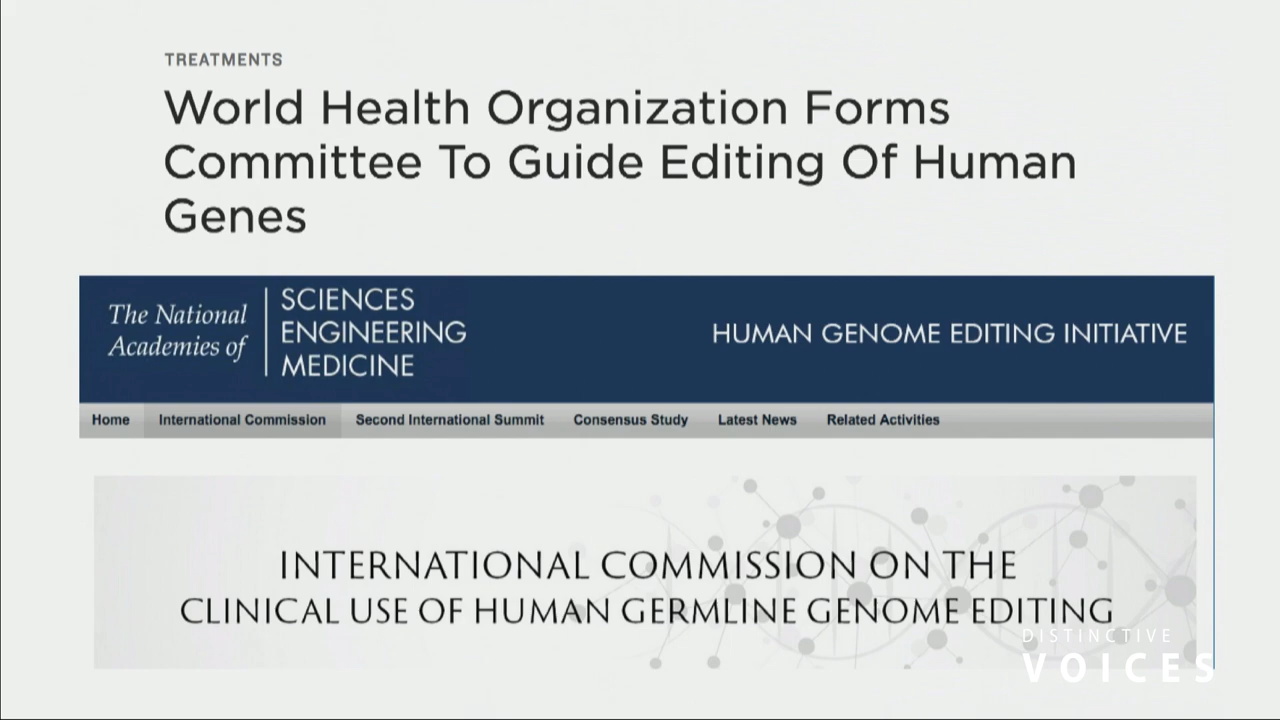 TREATMENTS
World Health Organization Forms
Committee To Guide Editing Of Human
Genes
The National
Academies of
SCIENCES
ENGINEERING
MEDICINE
HUMAN GENOME EDITING INITIATIVE
Home International Commission Second International Summit Consensus Study Latest News Related Activities
INTERNATIONAL COMMISSION ON THE
CLINICAL USE OF HUMAN GERMLINE GENOME EDITING
DISTINCTIVE
VOICES